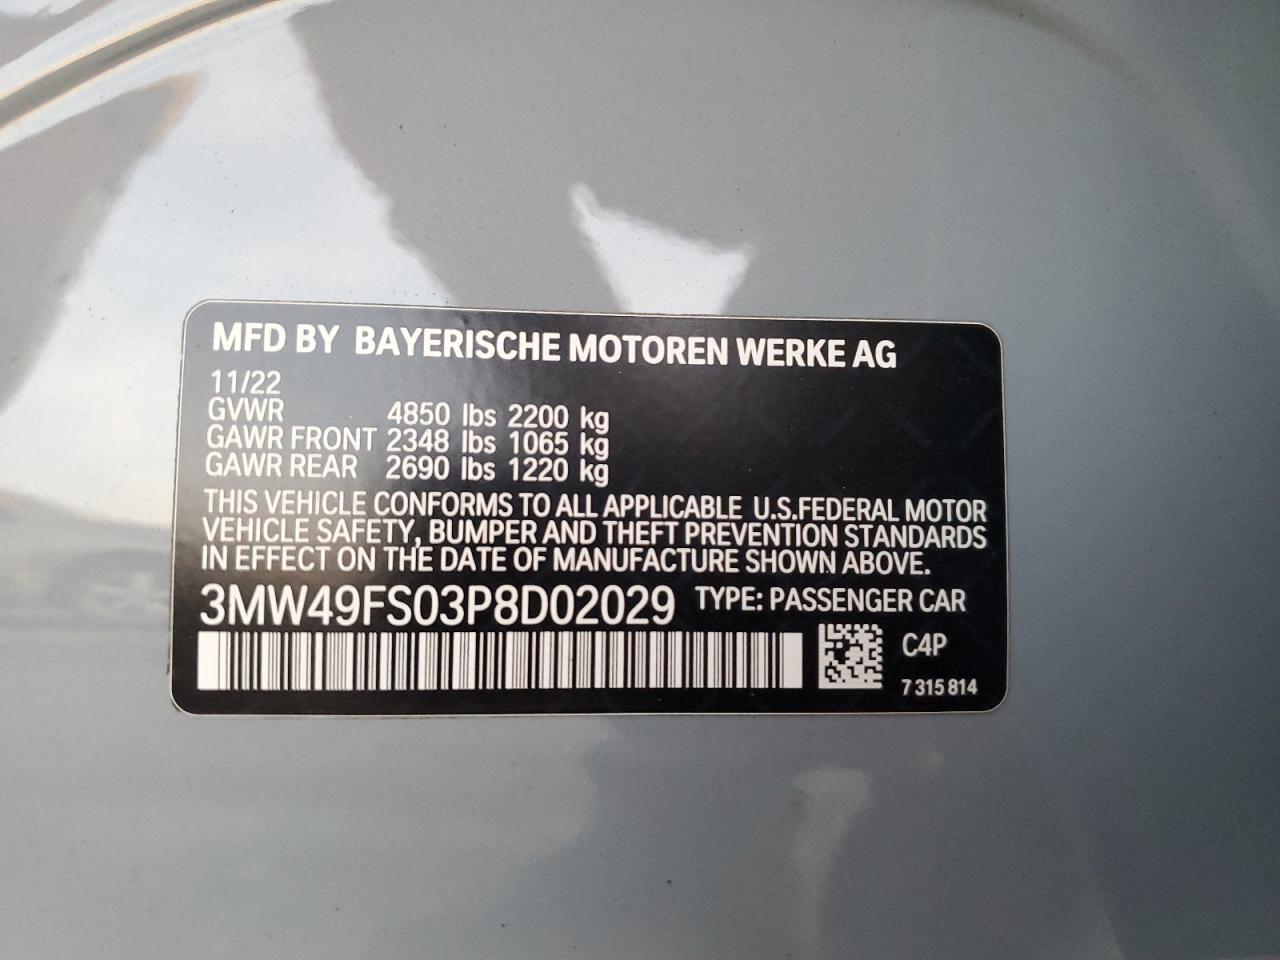 MFD BY BAYERISCHE MOTOREN WERKE AG
11/22
GVWR 4850 lbs 2200 kg
GAWR FRONT 2348 lbs 1065 kg
GAWR REAR 2690 lbs 1220 kg
THIS VEHICLE CONFORMS TO ALL APPLICABLE U.S.FEDERAL MOTOR
VEHICLE SAFETY, BUMPER AND THEFT PREVENTION STANDARDS
IN EFFECT ON THE DATE OF MANUFACTURE SHOWN ABOVE.
3MW49FS03P8D02029 TYPE: PASSENGER CAR
C4P
7 315 814